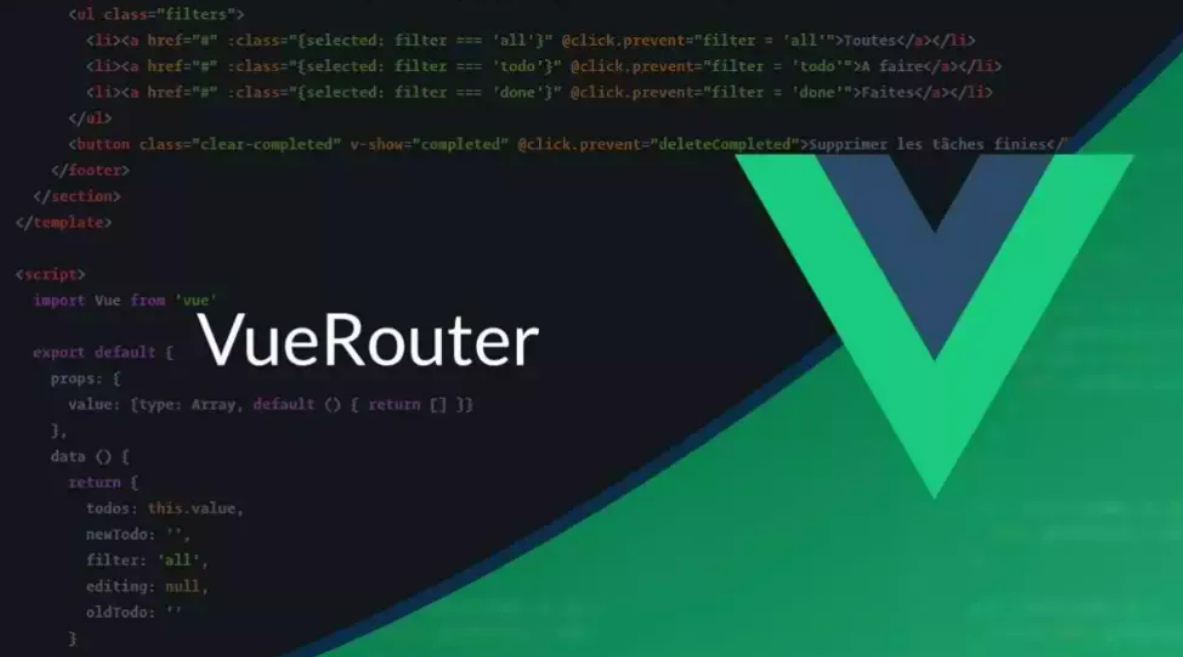 <ul class="filters">
<li><a href="#" :class="{selected: filter === 'all'}" @click.prevent="filter = 'all'">Toutes</a></li>
<li><a href="#" :class="{selected: filter === 'todo'}" @click.prevent="filter = 'todo'">A faire</a></li>
<li><a href="#" :class="{selected: filter === 'done'}" @click.prevent="filter = 'done'">Faites</a></li>
</ul>
<button class="clear-completed" v-show="completed" @click.prevent="deleteCompleted">Supprimer les tâches finies</
</footer>
</section>
</template>
<script>
import Vue from 'vue'
VueRouter
export default {
props: {
value: {type: Array, default () { return [] }}
},
data () {
return {
todos: this.value,
newTodo: '',
filter: 'all',
editing: null,
oldTodo: ''
}